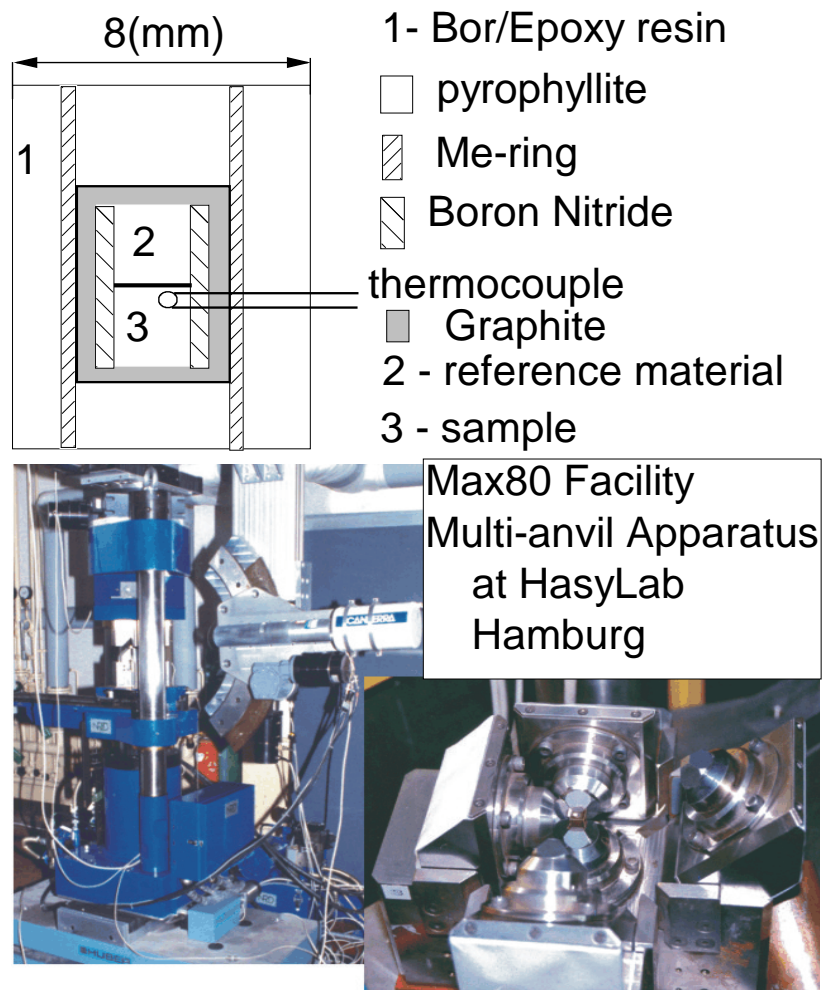 8(mm)
1- Bor/Epoxy resin
pyrophyllite
1
Me-ring
Boron Nitride
2
thermocouple
3
Graphite
2 - reference material
3 - sample
Max80 Facility
Multi-anvil Apparatus
at HasyLab
Hamburg
CANBERRA